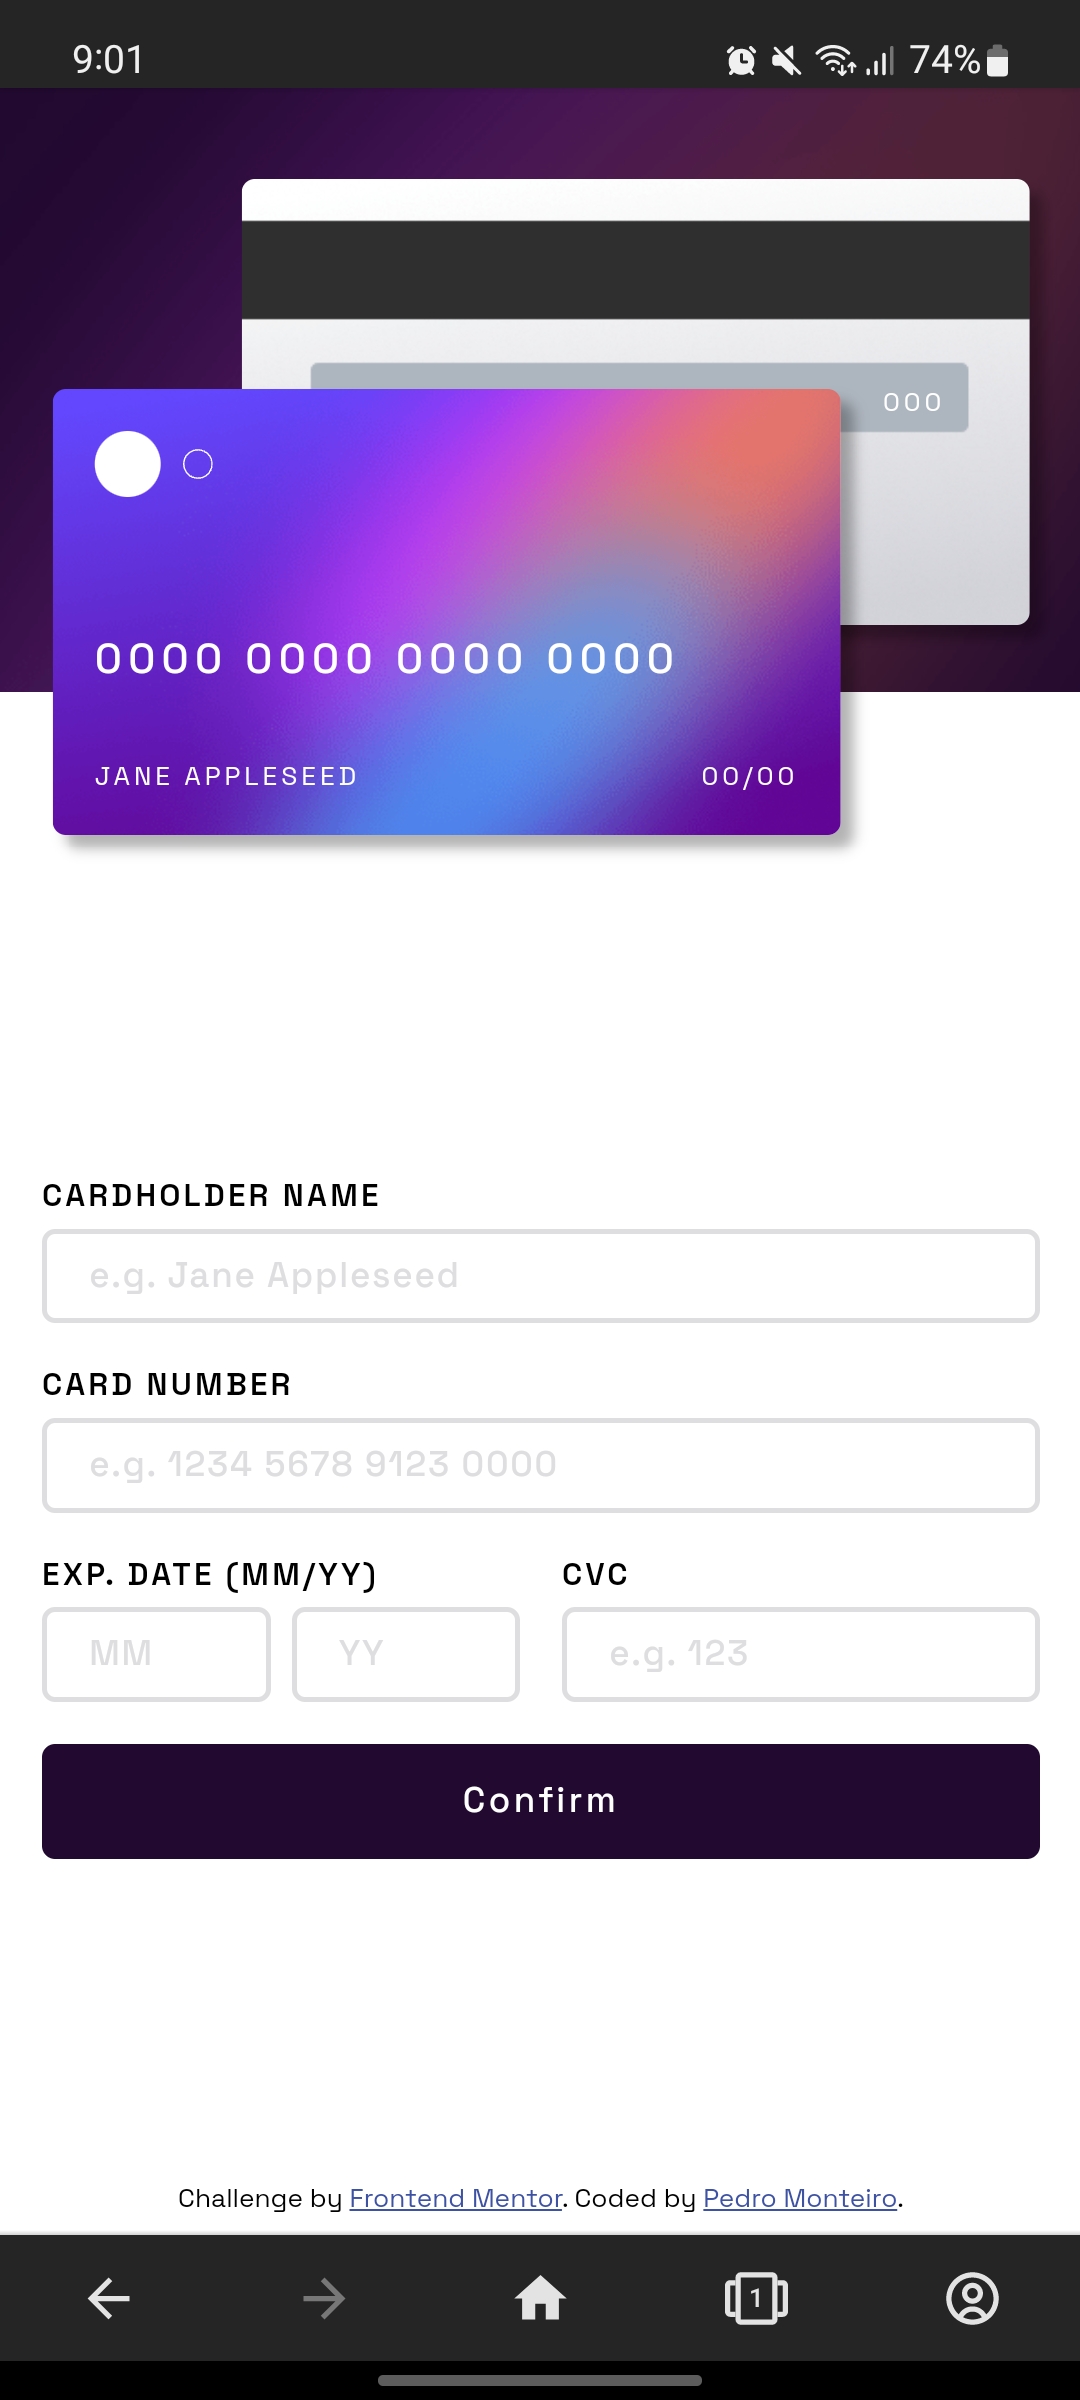 9:01 74%
000
0000 0000 0000 0000
JANE APPLESEED 00/00
CARDHOLDER NAME
e.g. Jane Appleseed
CARD NUMBER
e.g. 1234 5678 9123 0000
EXP. DATE (MM/YY) CVC
MM YY e.g. 123
Confirm
Challenge by Frontend Mentor. Coded by Pedro Monteiro.
1